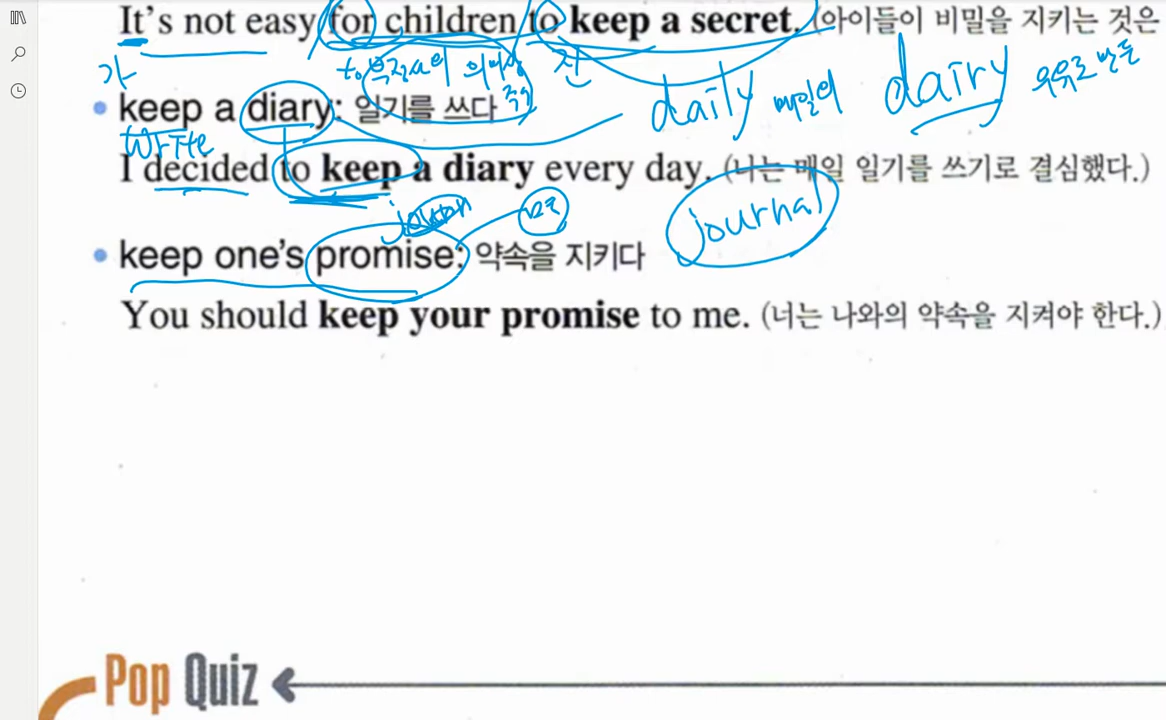 It's not easy for children to keep a secret. (아이들이 비밀을 지키는 것은
가 to부정사의 의미상 주어 진
daily 매일의 dairy 우유로 만든
keep a diary: 일기를 쓰다
write
I decided to keep a diary every day. (나는 매일 일기를 쓰기로 결심했다.)
journal
keep one's promise: 약속을 지키다
You should keep your promise to me. (너는 나와의 약속을 지켜야 한다.)
Pop Quiz